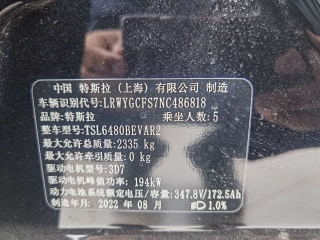 中国 特斯拉（上海）有限公司 制造
车辆识别代号:LRWYGCFS7NC486818
品牌:特斯拉 乘坐人数:5
整车型号:TSL6480BEVAR2
最大允许总质量:2335 kg
最大允许牵引质量:0 kg
驱动电机型号:3D7
驱动电机峰值功率:194kW
动力电池系统额定电压/容量:347.8V/172.5Ah
制造年月:2022 年 08 月 1.0%